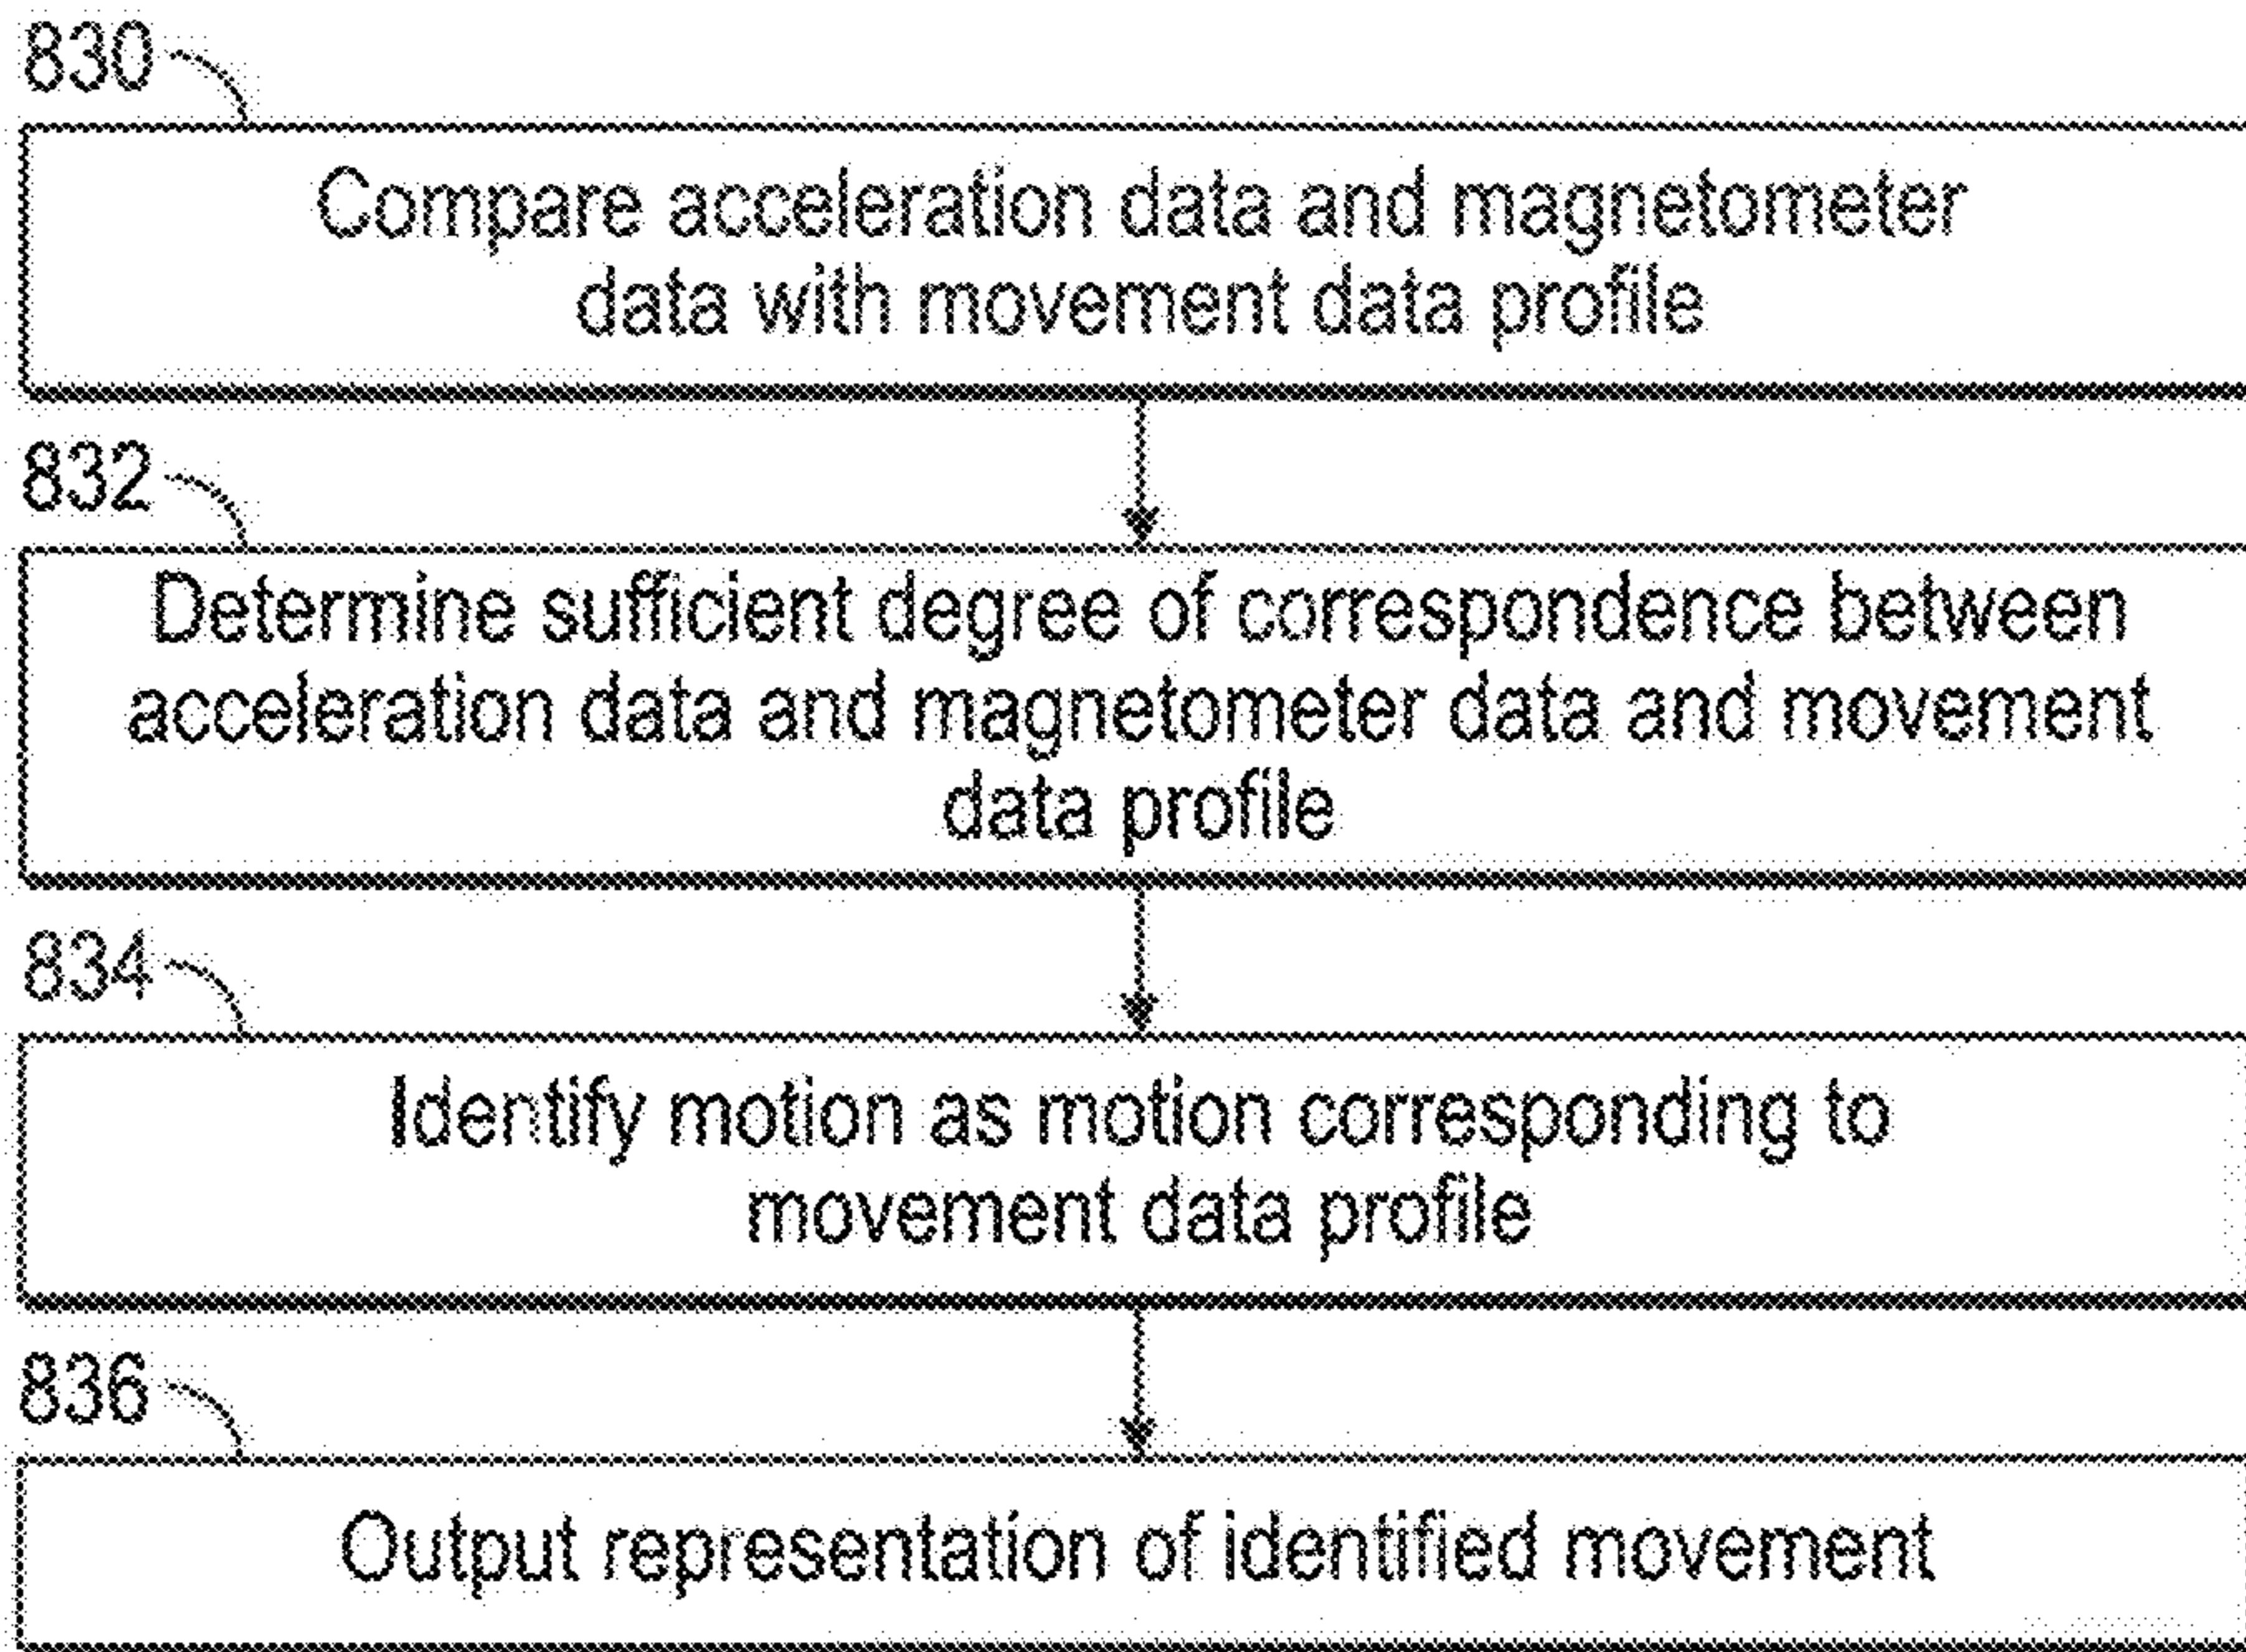 830
Compare acceleration data and magnetometer
data with movement data profile
832
Determine sufficient degree of correspondence between
acceleration data and magnetometer data and movement
data profile
834
Identify motion as motion corresponding to
movement data profile
836
Output representation of identified movement